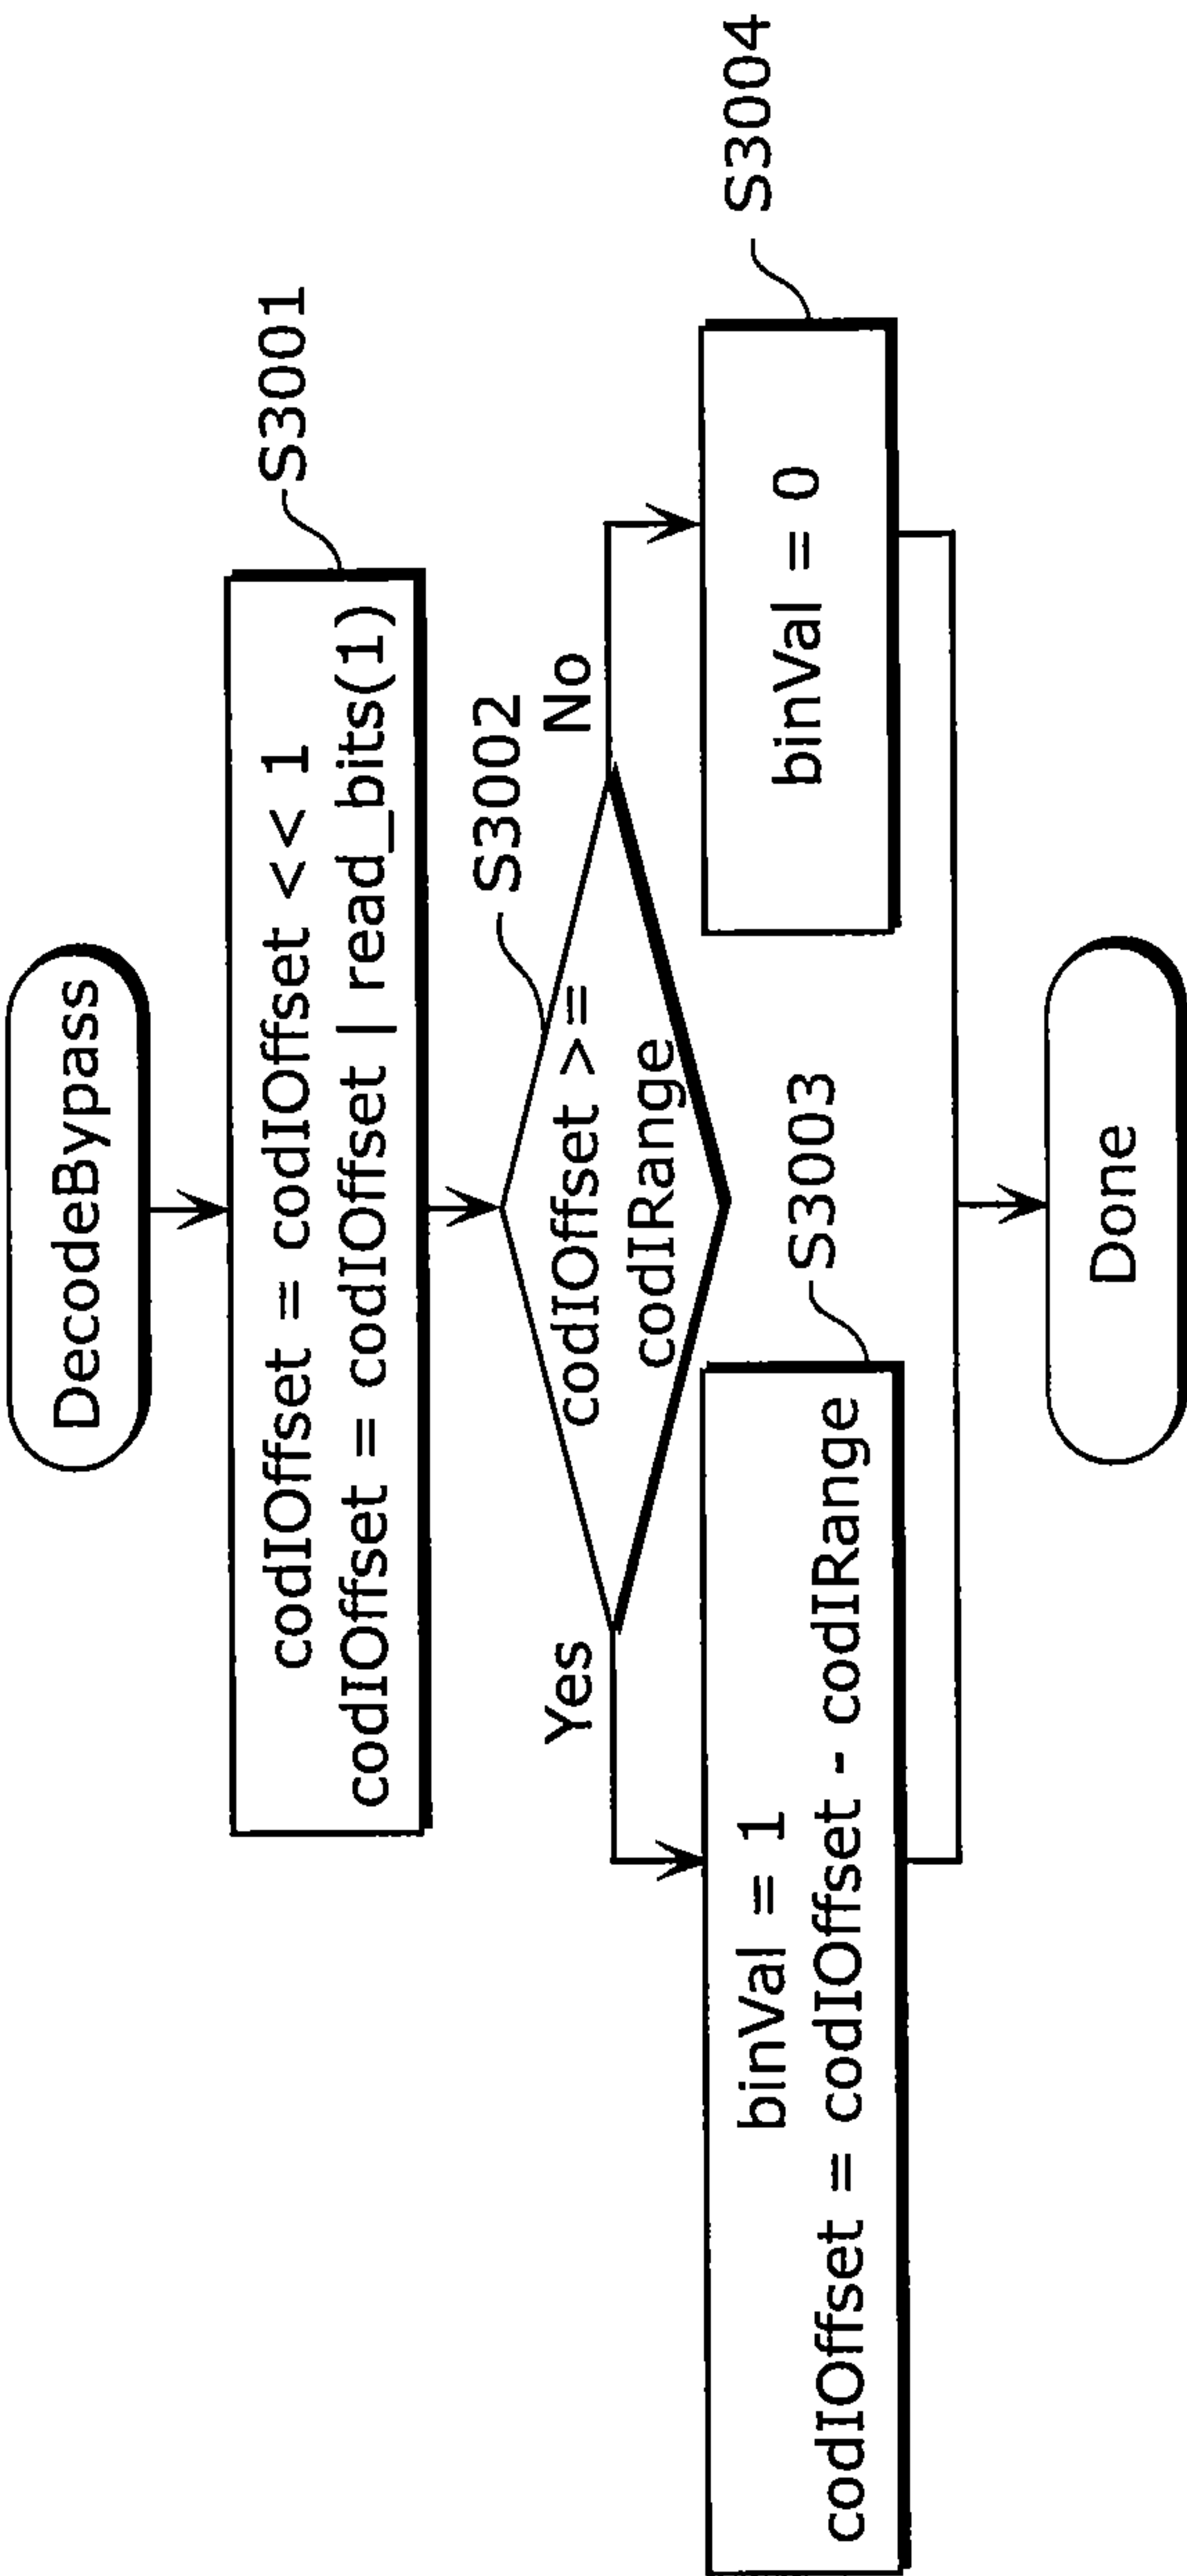 DecodeBypass
S3001
codIOffset = codIOffset << 1
codIOffset = codIOffset | read_bits(1)
S3002
codIOffset >=
codIRange
Yes
No
S3003
binVal = 1
codIOffset = codIOffset - codIRange
S3004
binVal = 0
Done